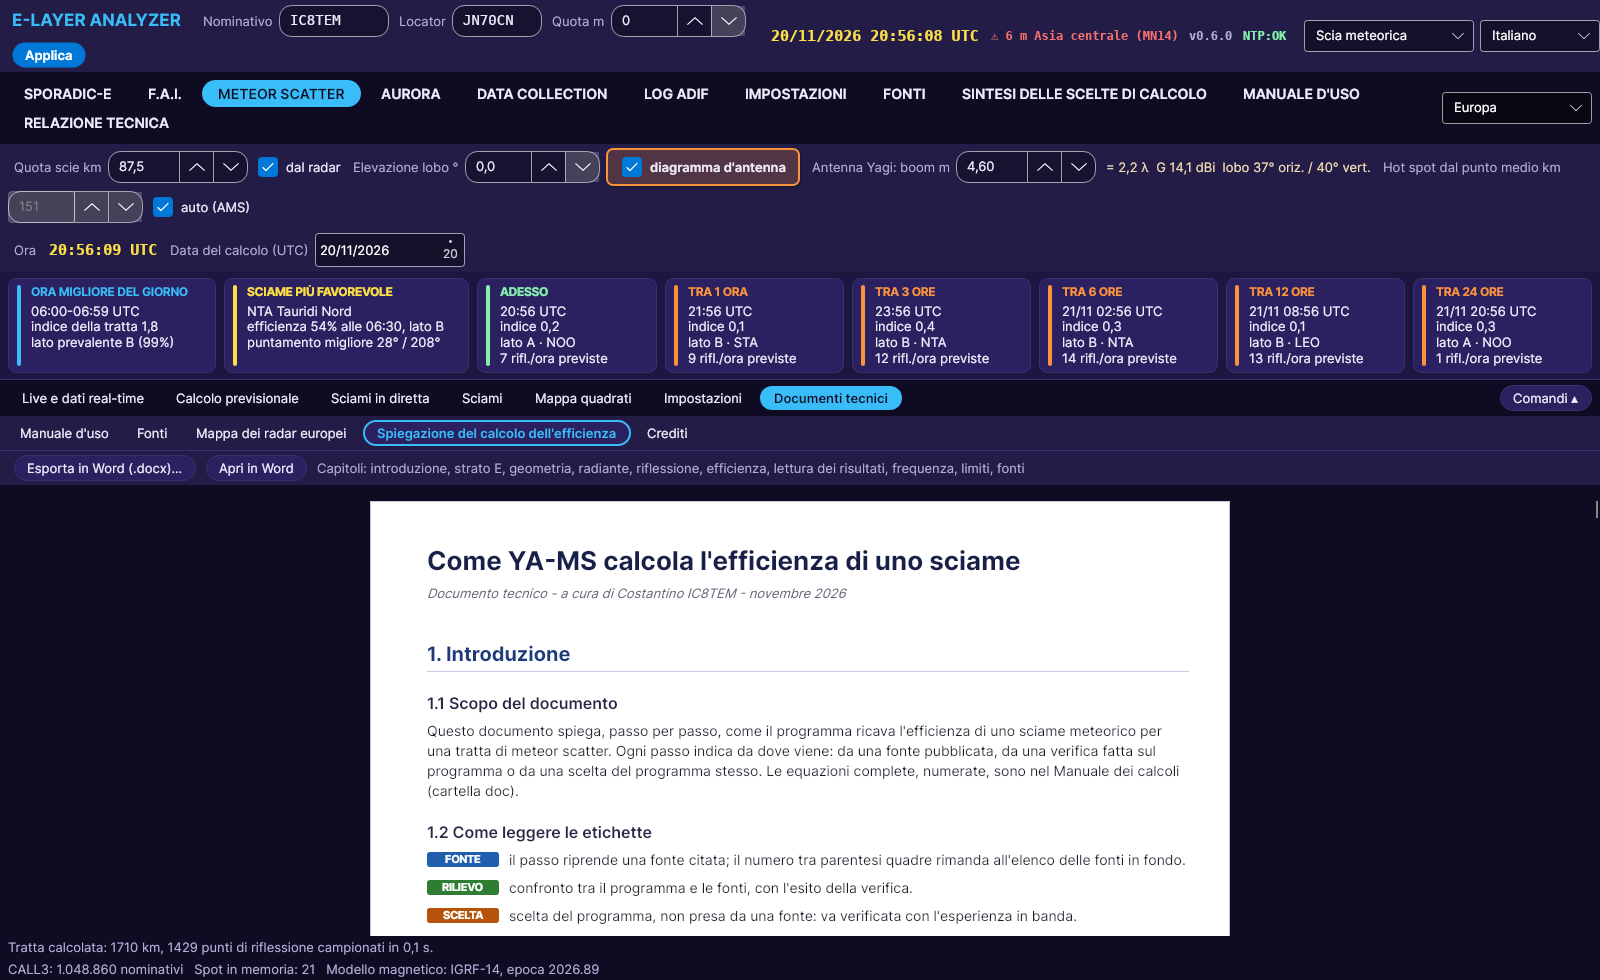 E-LAYER ANALYZER
Nominativo IC8TEM Locator JN70CN Quota m 0
20/11/2026 20:56:08 UTC ⚠ 6 m Asia centrale (MN14) v0.6.0 NTP:OK Scia meteorica Italiano
Applica
SPORADIC-E F.A.I. METEOR SCATTER AURORA DATA COLLECTION LOG ADIF IMPOSTAZIONI FONTI SINTESI DELLE SCELTE DI CALCOLO MANUALE D'USO
RELAZIONE TECNICA
Europa
Quota scie km 87,5 dal radar Elevazione lobo ° 0,0 diagramma d'antenna Antenna Yagi: boom m 4,60 = 2,2 λ G 14,1 dBi lobo 37° oriz. / 40° vert. Hot spot dal punto medio km
151 auto (AMS)
Ora 20:56:09 UTC Data del calcolo (UTC) 20/11/2026 20
ORA MIGLIORE DEL GIORNO
06:00-06:59 UTC
indice della tratta 1,8
lato prevalente B (99%)
SCIAME PIÙ FAVOREVOLE
NTA Tauridi Nord
efficienza 54% alle 06:30, lato B
puntamento migliore 28° / 208°
ADESSO
20:56 UTC
indice 0,2
lato A · NOO
7 rifl./ora previste
TRA 1 ORA
21:56 UTC
indice 0,1
lato B · STA
9 rifl./ora previste
TRA 3 ORE
23:56 UTC
indice 0,4
lato B · NTA
12 rifl./ora previste
TRA 6 ORE
21/11 02:56 UTC
indice 0,3
lato B · NTA
14 rifl./ora previste
TRA 12 ORE
21/11 08:56 UTC
indice 0,1
lato B · LEO
13 rifl./ora previste
TRA 24 ORE
21/11 20:56 UTC
indice 0,3
lato A · NOO
1 rifl./ora previste
Live e dati real-time Calcolo previsionale Sciami in diretta Sciami Mappa quadrati Impostazioni Documenti tecnici Comandi ▴
Manuale d'uso Fonti Mappa dei radar europei Spiegazione del calcolo dell'efficienza Crediti
Esporta in Word (.docx)... Apri in Word Capitoli: introduzione, strato E, geometria, radiante, riflessione, efficienza, lettura dei risultati, frequenza, limiti, fonti
Come YA-MS calcola l'efficienza di uno sciame
Documento tecnico - a cura di Costantino IC8TEM - novembre 2026
1. Introduzione
1.1 Scopo del documento
Questo documento spiega, passo per passo, come il programma ricava l'efficienza di uno sciame meteorico per
una tratta di meteor scatter. Ogni passo indica da dove viene: da una fonte pubblicata, da una verifica fatta sul
programma o da una scelta del programma stesso. Le equazioni complete, numerate, sono nel Manuale dei calcoli
(cartella doc).
1.2 Come leggere le etichette
FONTE il passo riprende una fonte citata; il numero tra parentesi quadre rimanda all'elenco delle fonti in fondo.
RILIEVO confronto tra il programma e le fonti, con l'esito della verifica.
SCELTA scelta del programma, non presa da una fonte: va verificata con l'esperienza in banda.
Tratta calcolata: 1710 km, 1429 punti di riflessione campionati in 0,1 s.
CALL3: 1.048.860 nominativi Spot in memoria: 21 Modello magnetico: IGRF-14, epoca 2026.89